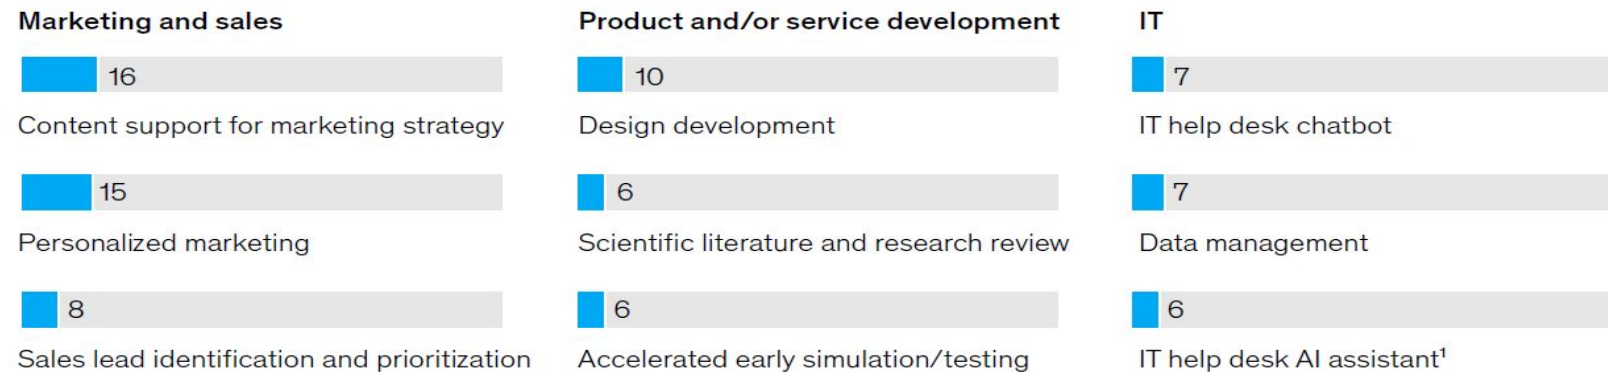 Marketing and sales
16
Content support for marketing strategy
15
Personalized marketing
8
Sales lead identification and prioritization
Product and/or service development
10
Design development
6
Scientific literature and research review
6
Accelerated early simulation/testing
IT
7
IT help desk chatbot
7
Data management
6
IT help desk AI assistant¹